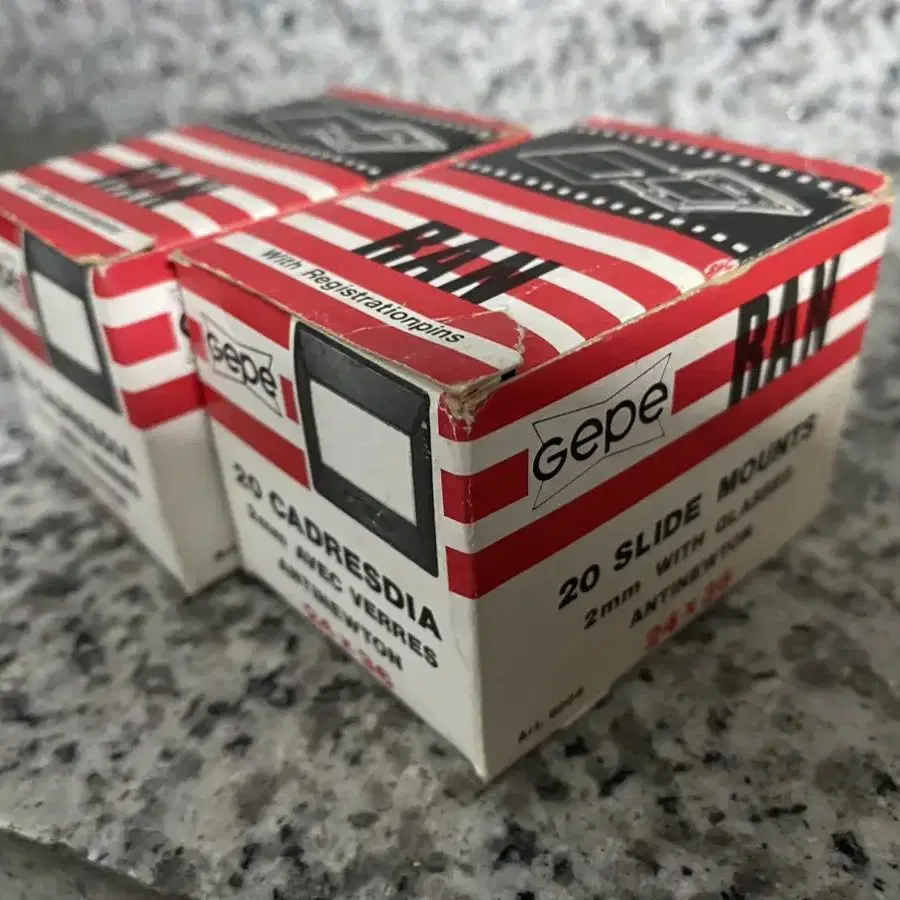 RAN
With Registrationpins
RAN
Gepe
20 CADRESDIA
2mm AVEC VERRES
ANTINEWTON
24 x 36
Gepe
RAN
20 SLIDE MOUNTS
2mm WITH GLASSES
ANTINEWTON
24 x 36